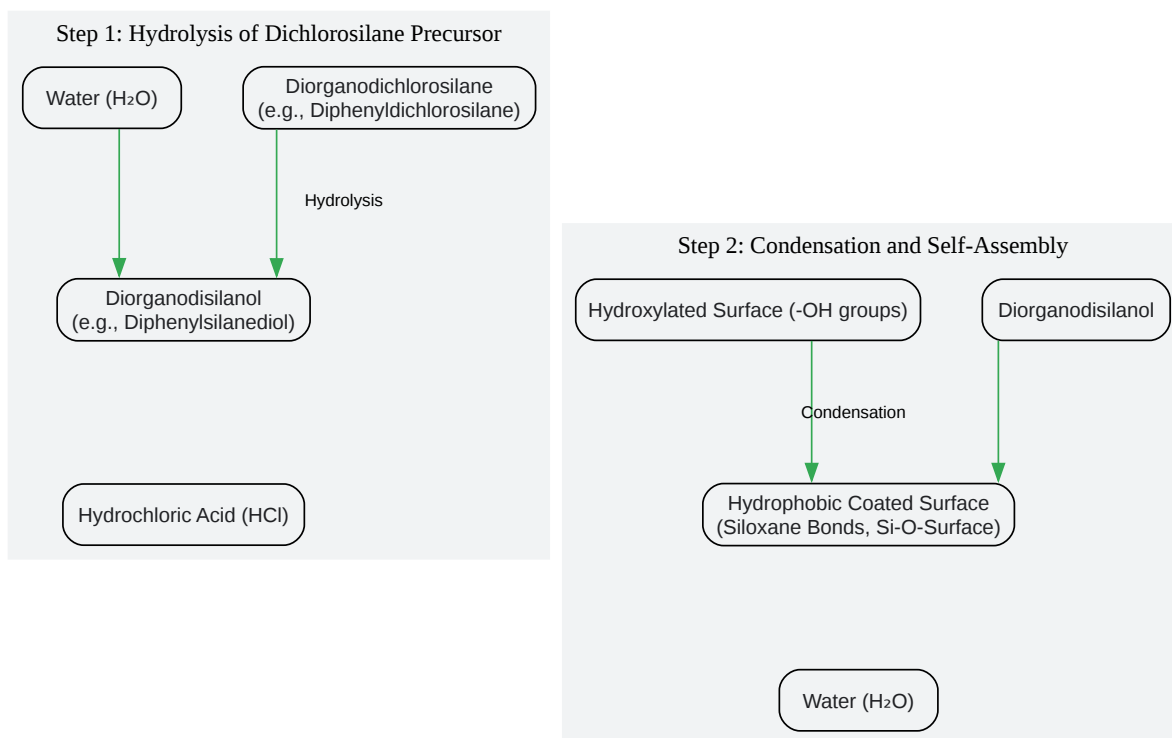 Step 1: Hydrolysis of Dichlorosilane Precursor
Water (H₂O)
Diorganodichlorosilane
(e.g., Diphenyldichlorosilane)
Hydrolysis
Diorganodisilanol
(e.g., Diphenylsilanediol)
Hydrochloric Acid (HCl)
Step 2: Condensation and Self-Assembly
Hydroxylated Surface (-OH groups)
Diorganodisilanol
Condensation
Hydrophobic Coated Surface
(Siloxane Bonds, Si-O-Surface)
Water (H₂O)